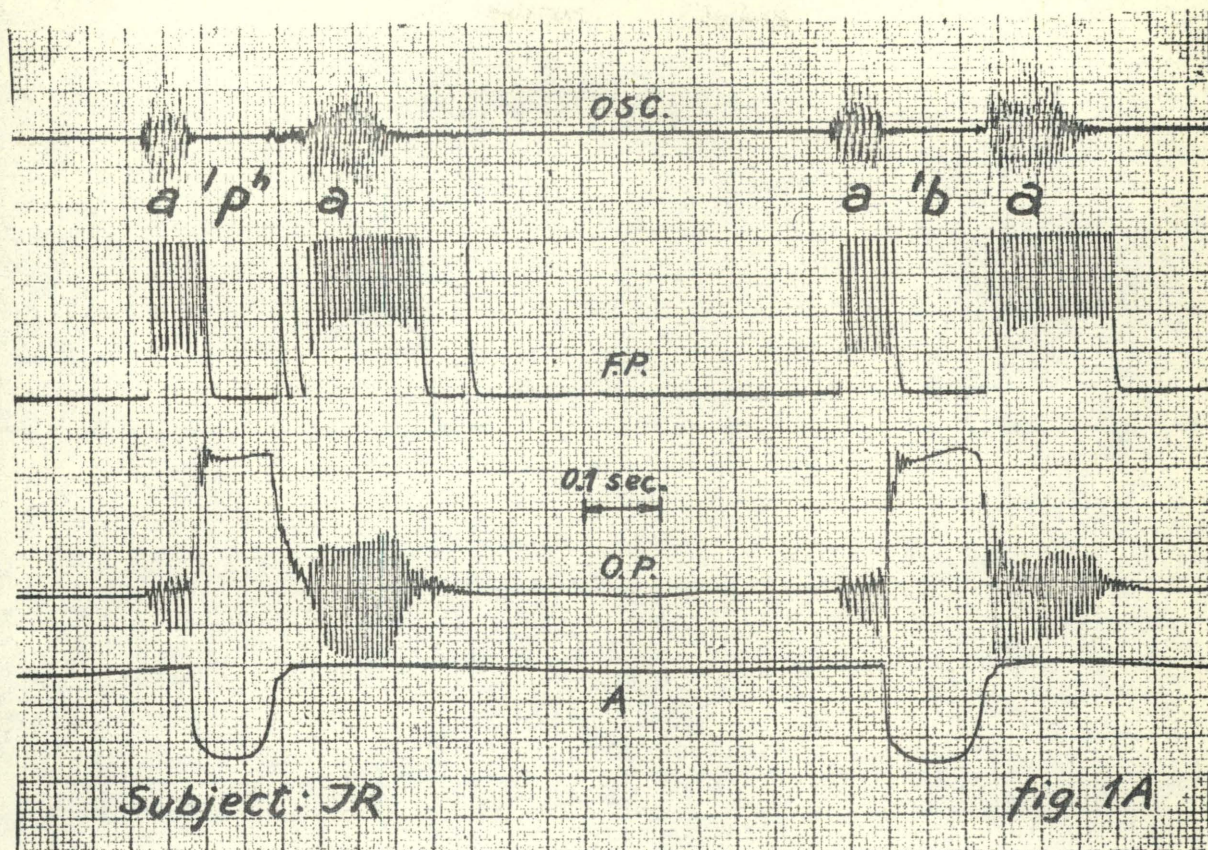 OSC.
a 'pʰ a a 'b a
F.P.
0.1 sec.
O.P.
A
Subject: JR fig. 1A